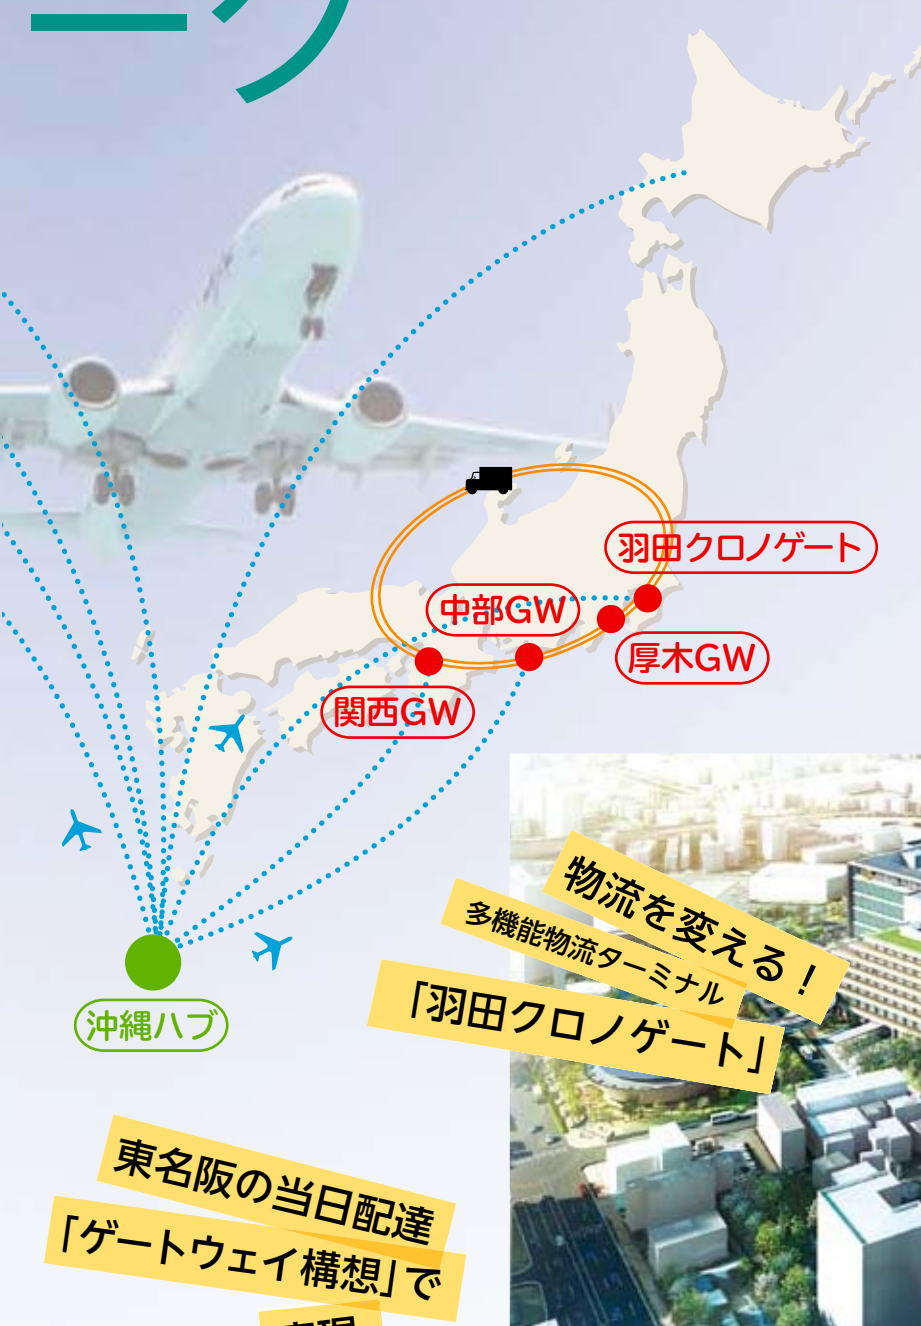 ーク
羽田クロノゲート
中部GW
厚木GW
関西GW
沖縄ハブ
物流を変える！
多機能物流ターミナル
「羽田クロノゲート」
東名阪の当日配達
「ゲートウェイ構想」で